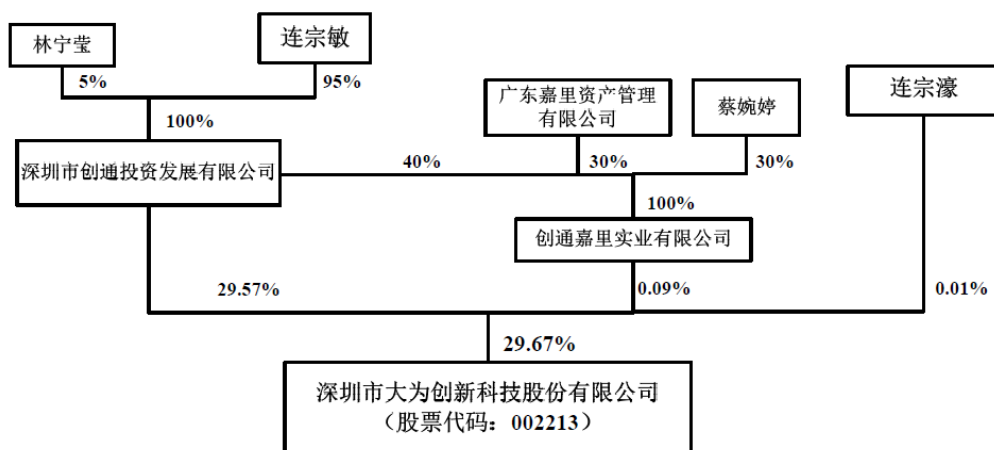 林宁莹
连宗敏
5%
95%
广东嘉里资产管理
有限公司
蔡婉婷
连宗濠
100%
深圳市创通投资发展有限公司
40%
30%
30%
100%
创通嘉里实业有限公司
29.57%
0.09%
0.01%
29.67%
深圳市大为创新科技股份有限公司
（股票代码：002213）